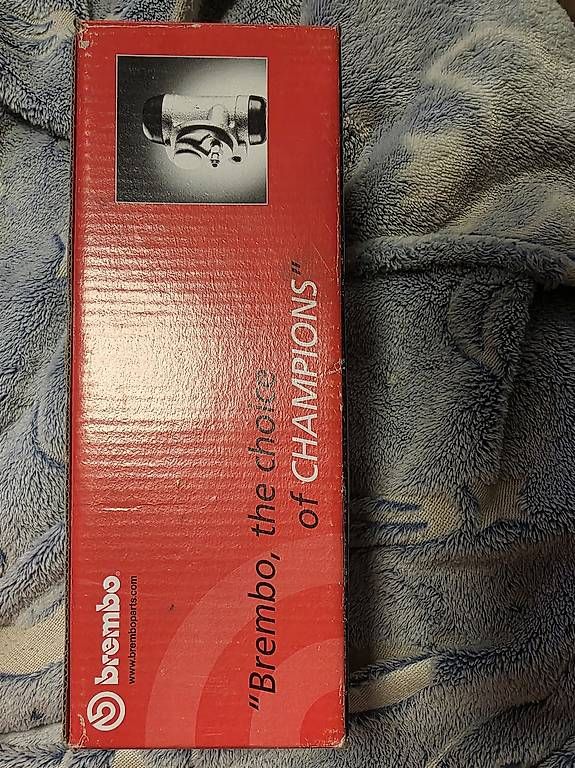 brembo
www.bremboparts.com
"Brembo, the choice
of CHAMPIONS"